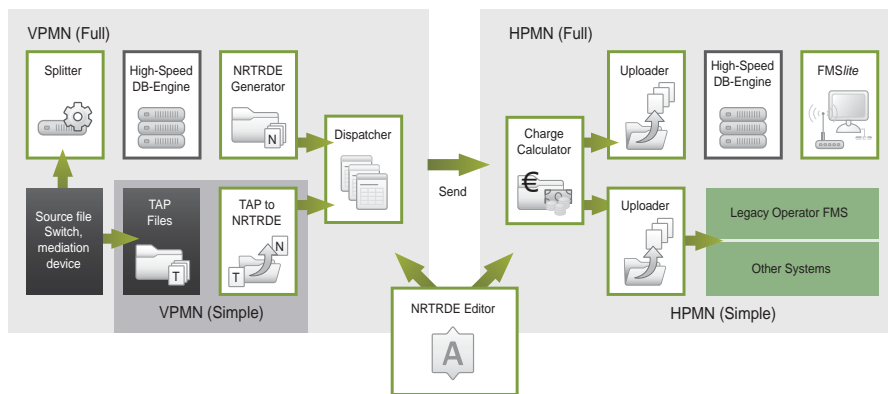 VPMN (Full)
Splitter
High-Speed
DB-Engine
NRTRDE
Generator
N
Dispatcher
Source file
Switch,
mediation
device
TAP
Files
T
TAP to
NRTRDE
N
T
VPMN (Simple)
Send
NRTRDE Editor
A
HPMN (Full)
Charge
Calculator
€
Uploader
High-Speed
DB-Engine
FMSlite
Uploader
Legacy Operator FMS
Other Systems
HPMN (Simple)